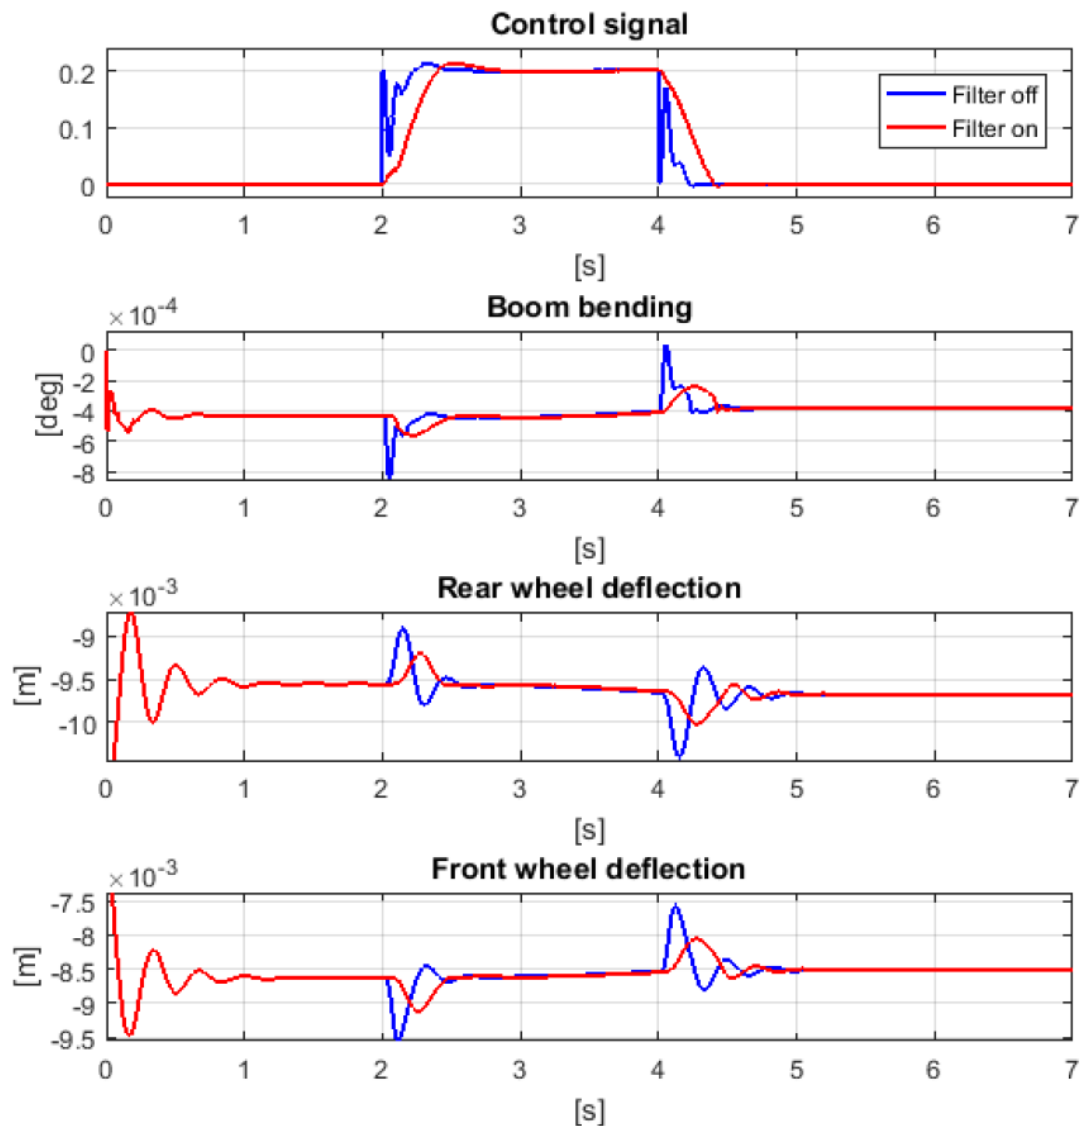 Control signal
0.2
0.1
0
Filter off
Filter on
0 1 2 3 4 5 6 7
[s]
×10-4
Boom bending
0
-2
-4
-6
-8
[deg]
0 1 2 3 4 5 6 7
[s]
×10-3
Rear wheel deflection
-9
-9.5
-10
[m]
0 1 2 3 4 5 6 7
[s]
×10-3
Front wheel deflection
-7.5
-8
-8.5
-9
-9.5
[m]
0 1 2 3 4 5 6 7
[s]